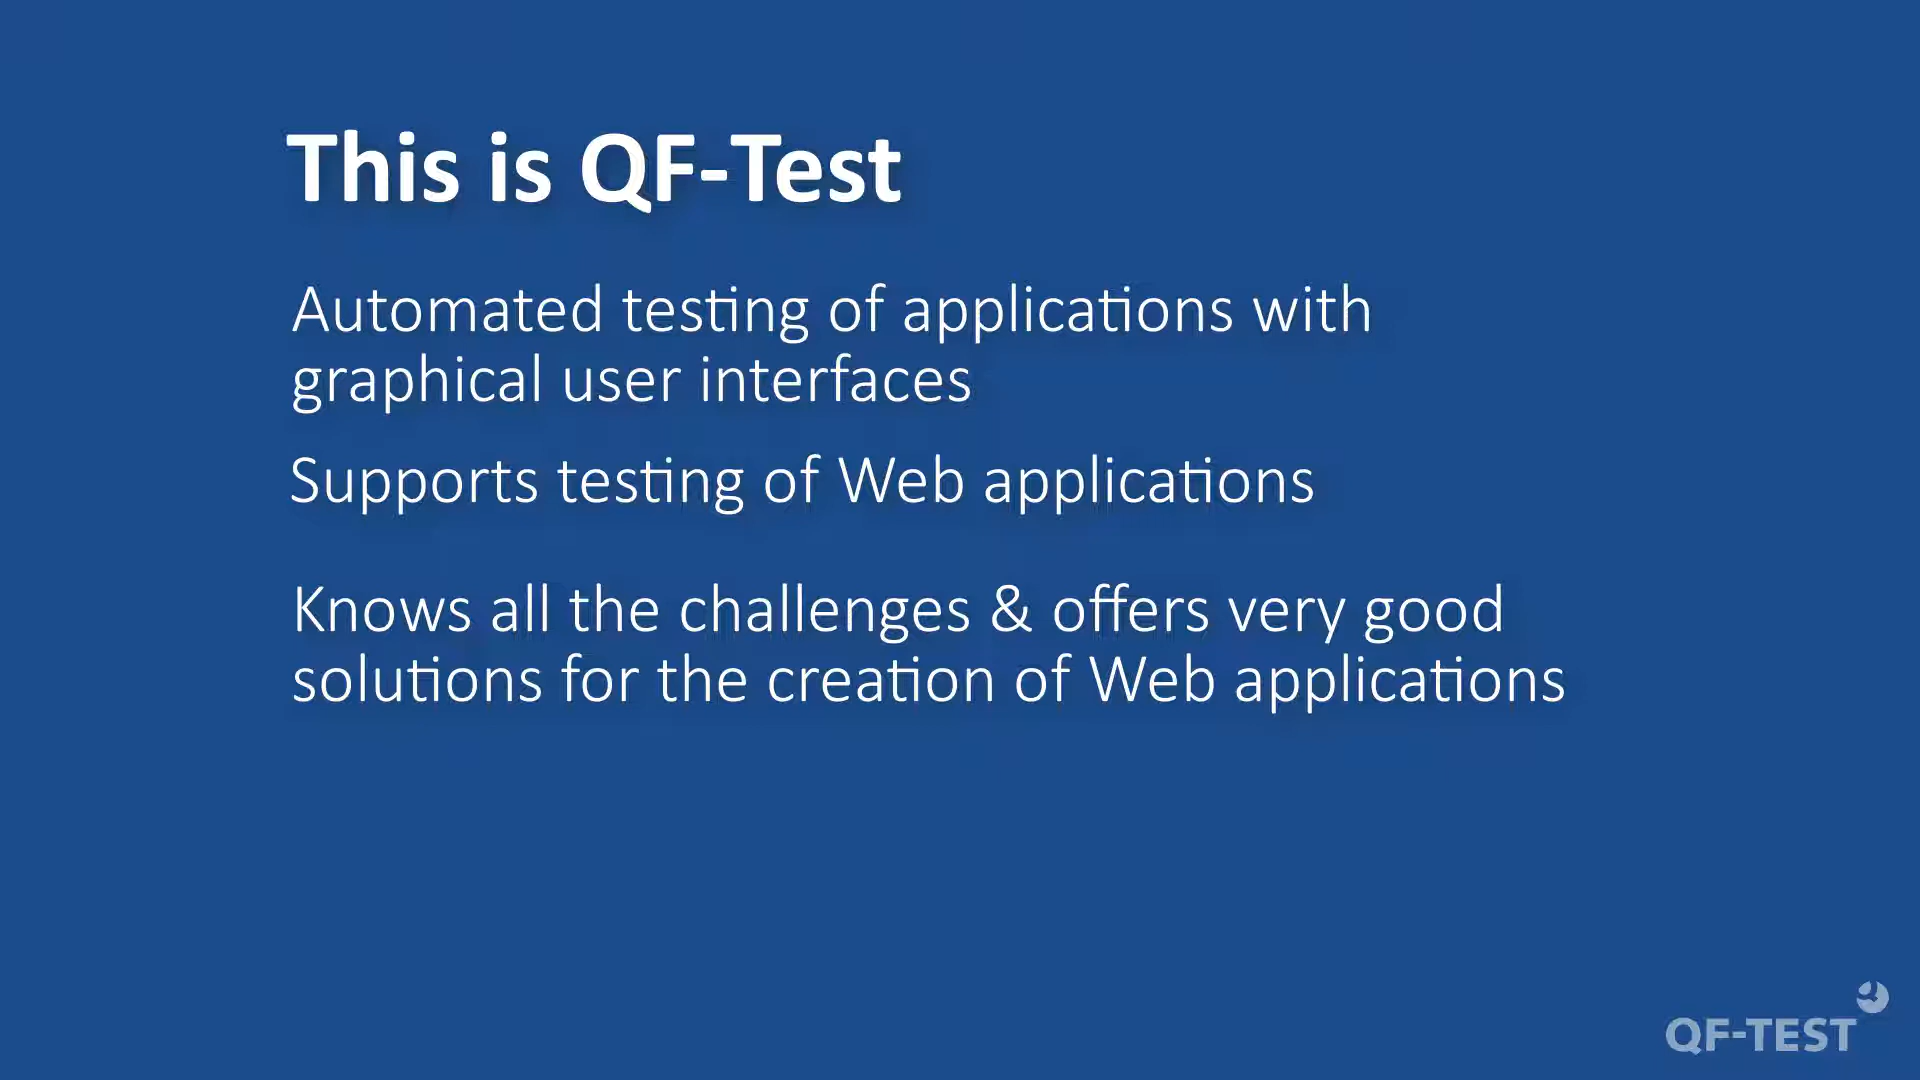 This is QF-Test
Automated testing of applications with
graphical user interfaces
Supports testing of Web applications
Knows all the challenges & offers very good
solutions for the creation of Web applications
QF-TEST